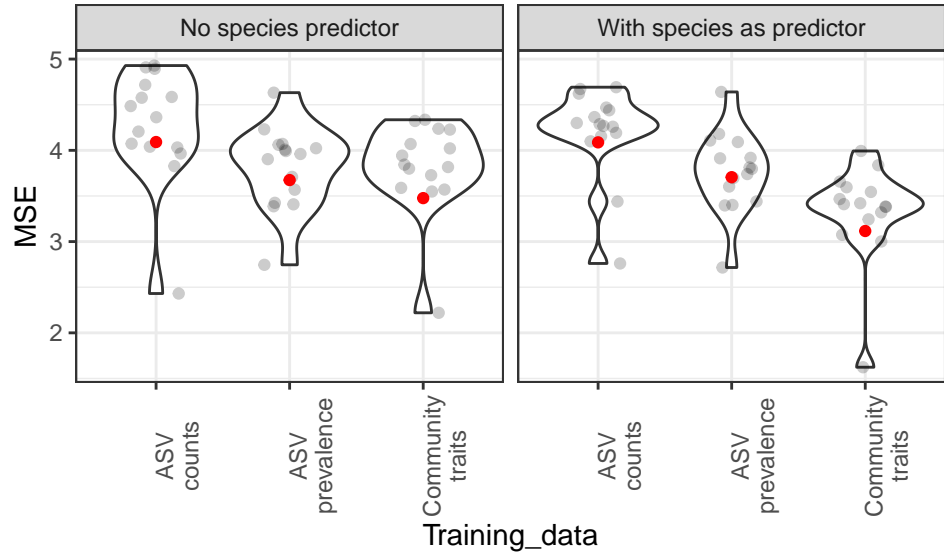 No species predictor
With species as predictor
MSE
5
4
3
2
ASV
counts
ASV
prevalence
Community
traits
ASV
counts
ASV
prevalence
Community
traits
Training_data